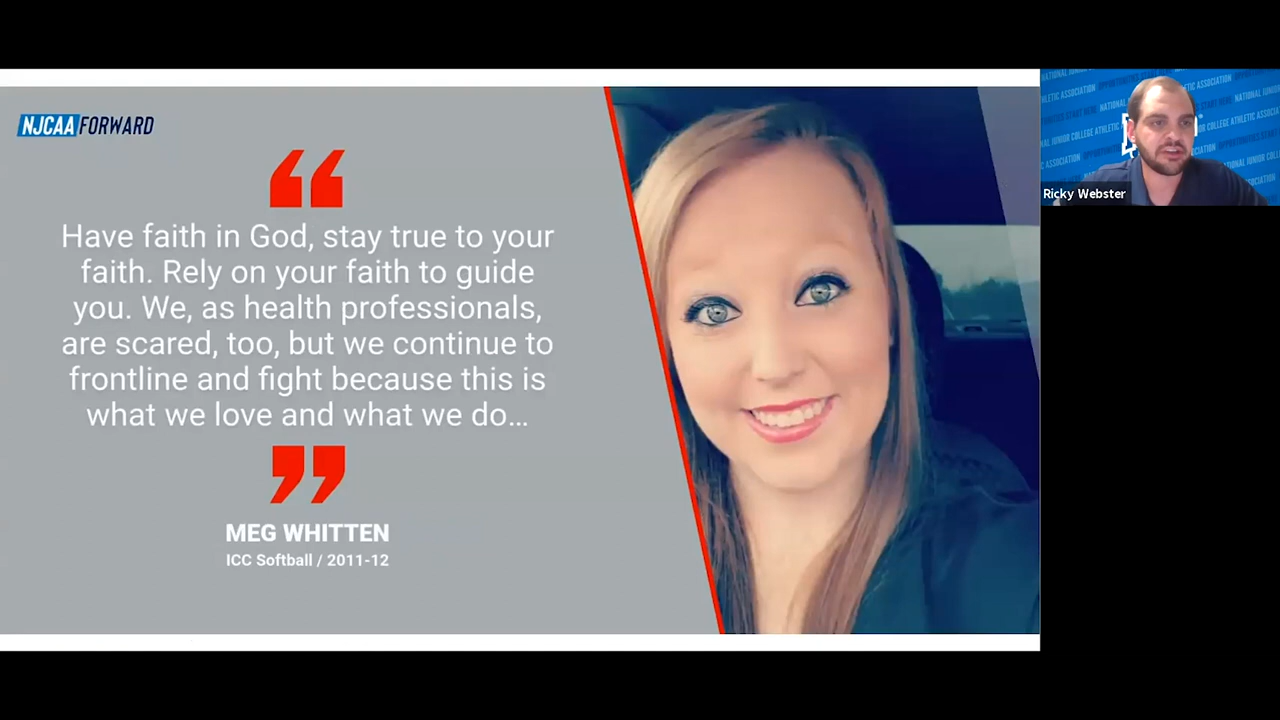 NJCAA FORWARD
“
Have faith in God, stay true to your
faith. Rely on your faith to guide
you. We, as health professionals,
are scared, too, but we continue to
frontline and fight because this is
what we love and what we do...
”
MEG WHITTEN
ICC Softball / 2011-12
Ricky Webster